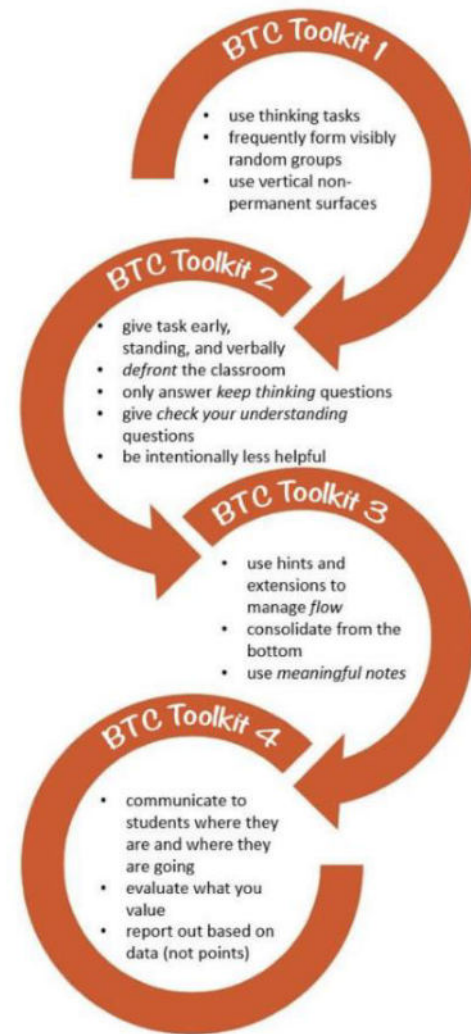 BTC Toolkit 1
• use thinking tasks
• frequently form visibly
random groups
• use vertical non-
permanent surfaces
BTC Toolkit 2
• give task early,
standing, and verbally
• defront the classroom
• only answer keep thinking questions
• give check your understanding
questions
• be intentionally less helpful
BTC Toolkit 3
• use hints and
extensions to
manage flow
• consolidate from the
bottom
• use meaningful notes
BTC Toolkit 4
• communicate to
students where they
are and where they
are going
• evaluate what you
value
• report out based on
data (not points)